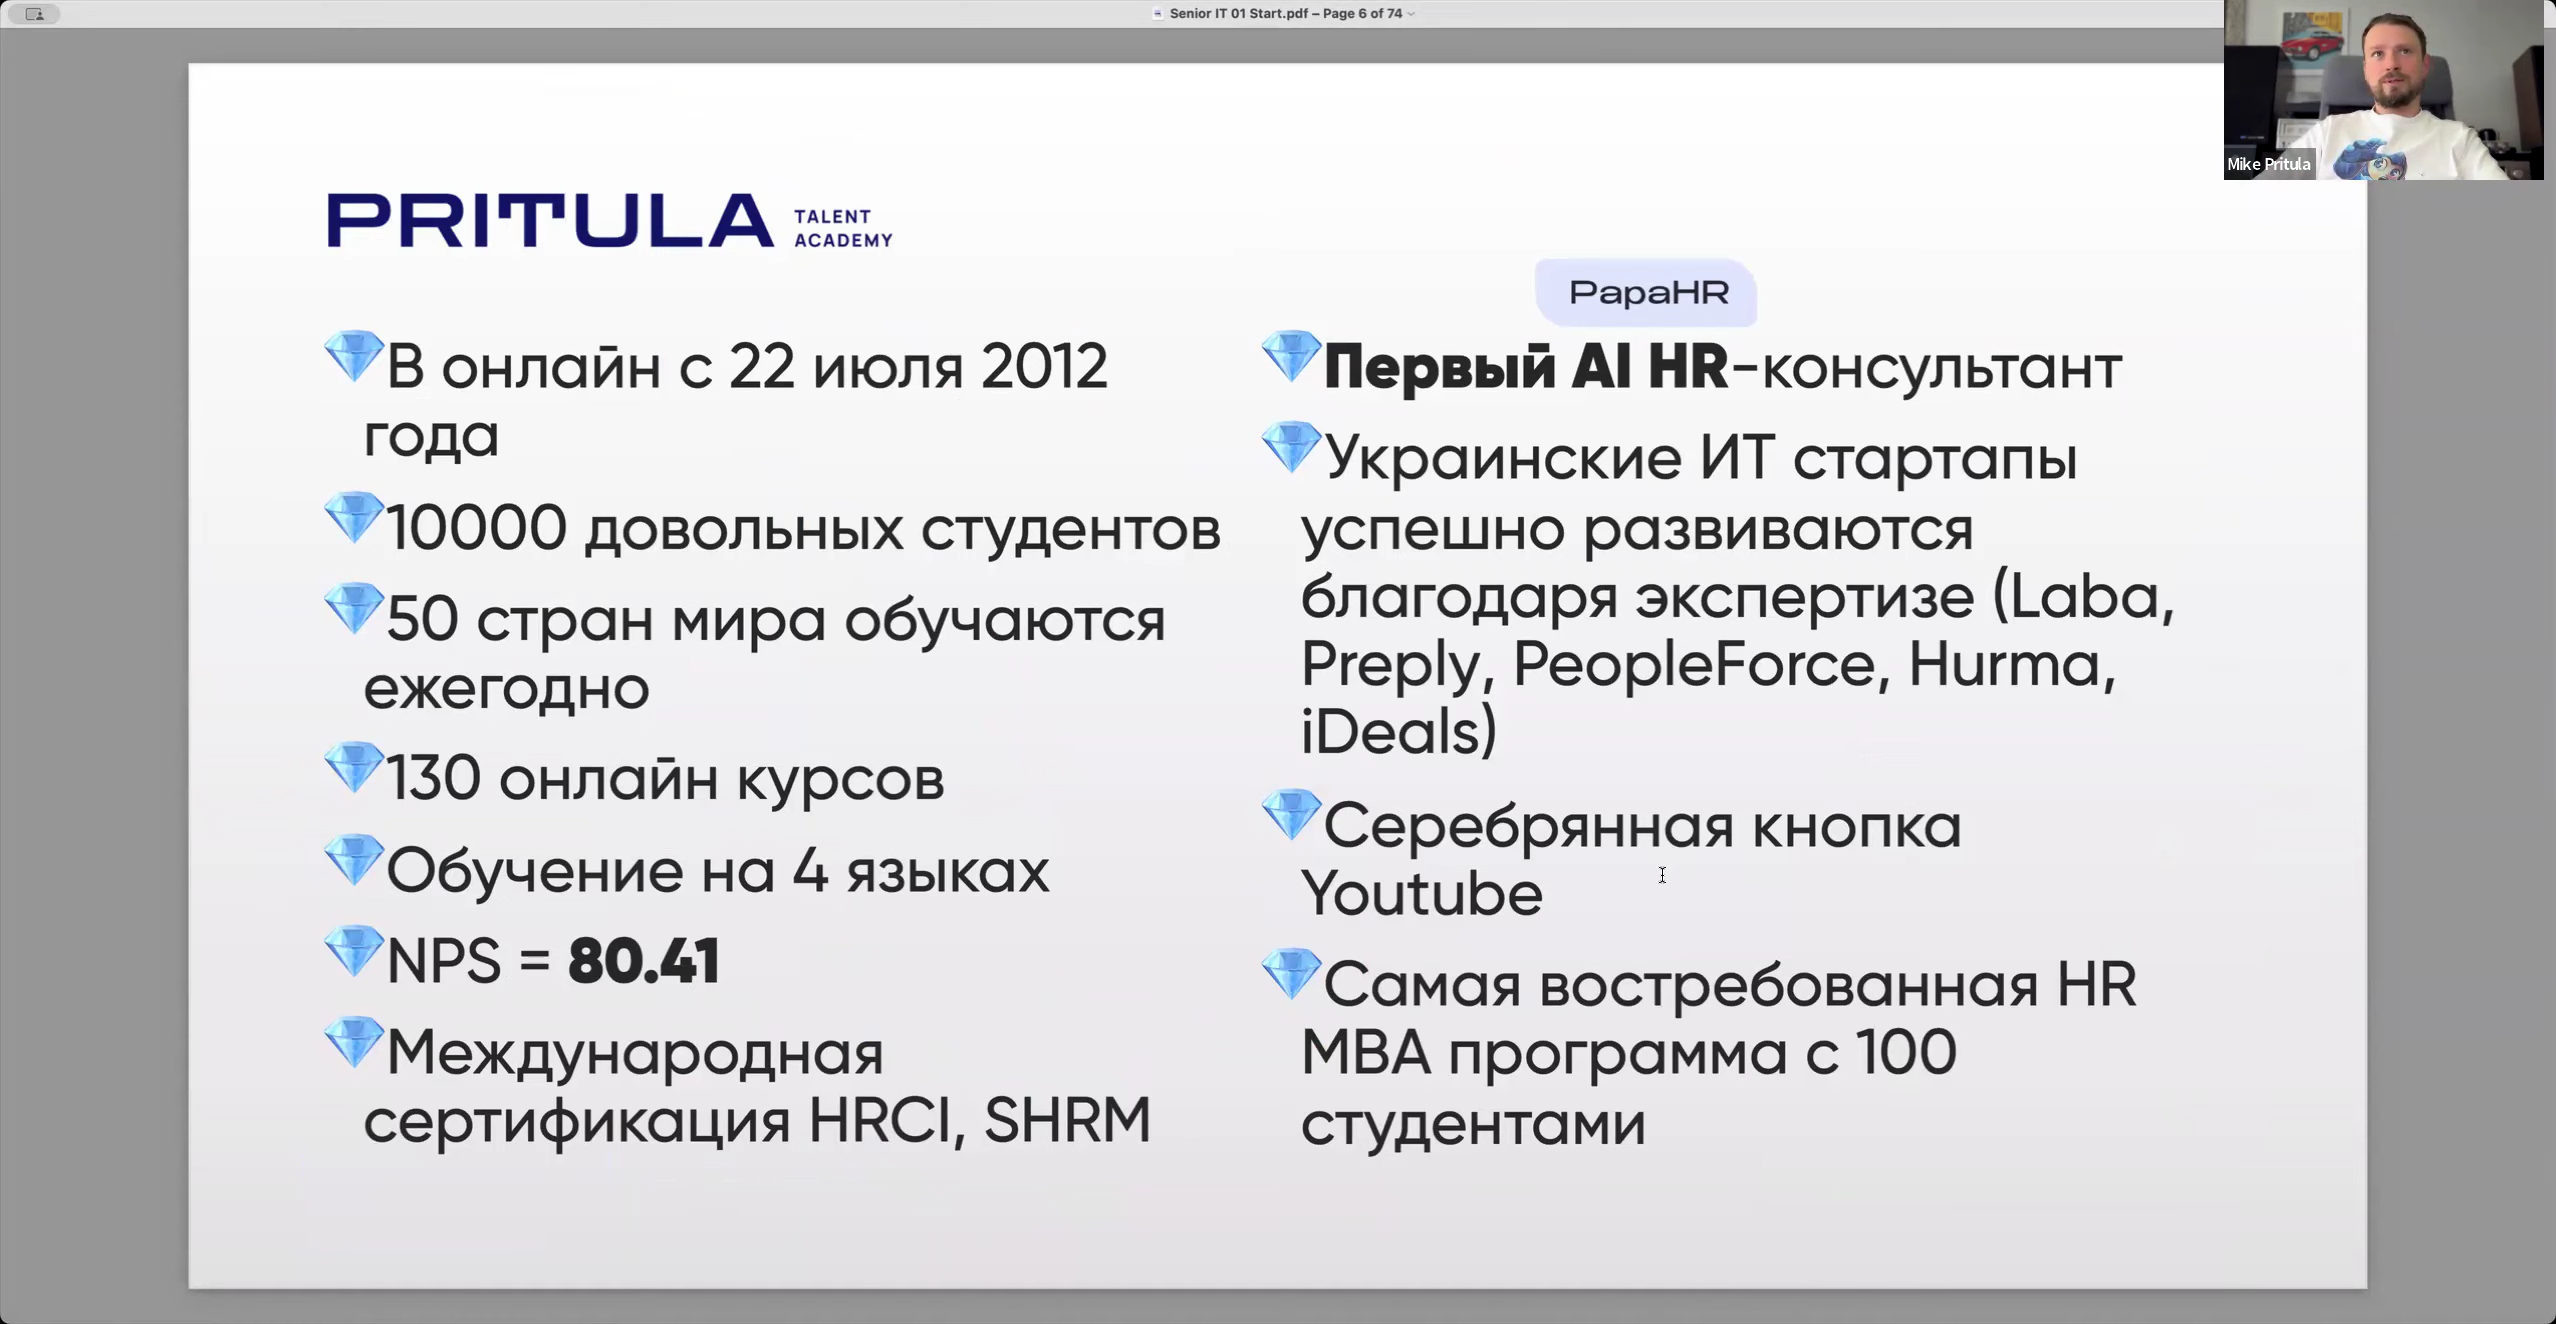 Senior IT 01 Start.pdf – Page 6 of 74
Mike Pritula
PRITULA TALENT
ACADEMY
В онлайн с 22 июля 2012
года
10000 довольных студентов
50 стран мира обучаются
ежегодно
130 онлайн курсов
Обучение на 4 языках
NPS = 80.41
Международная
сертификация HRCI, SHRM
PapaHR
Первый AI HR-консультант
Украинские ИТ стартапы
успешно развиваются
благодаря экспертизе (Laba,
Preply, PeopleForce, Hurma,
iDeals)
Серебрянная кнопка
Youtube
Самая востребованная HR
MBA программа с 100
студентами